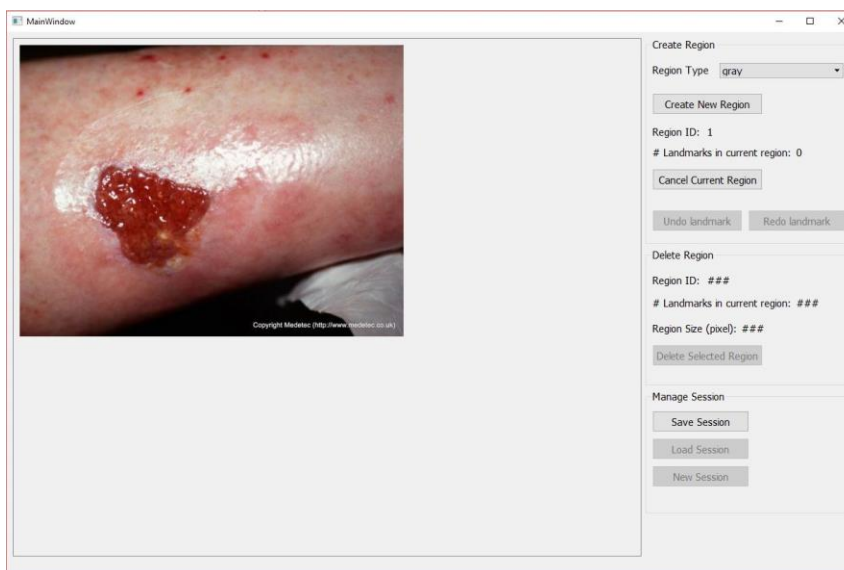 MainWindow
Create Region
Region Type gray
Create New Region
Region ID: 1
# Landmarks in current region: 0
Cancel Current Region
Undo landmark Redo landmark
Delete Region
Region ID: ###
# Landmarks in current region: ###
Region Size (pixel): ###
Delete Selected Region
Manage Session
Save Session
Load Session
New Session
Copyright Medetec (http://www.medetec.co.uk)